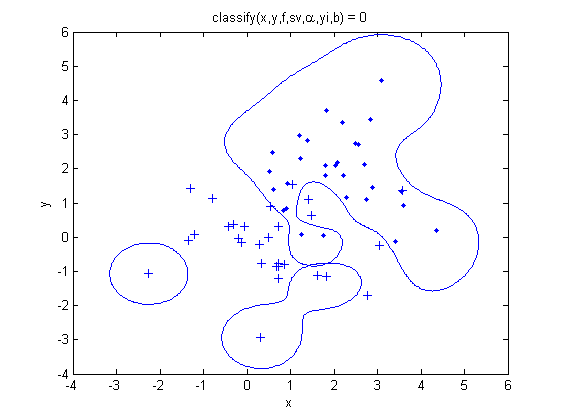 classify(x,y,f,sv,α,yi,b) = 0
6
5
4
3
2
1
0
-1
-2
-3
-4
y
-4 -3 -2 -1 0 1 2 3 4 5 6
x